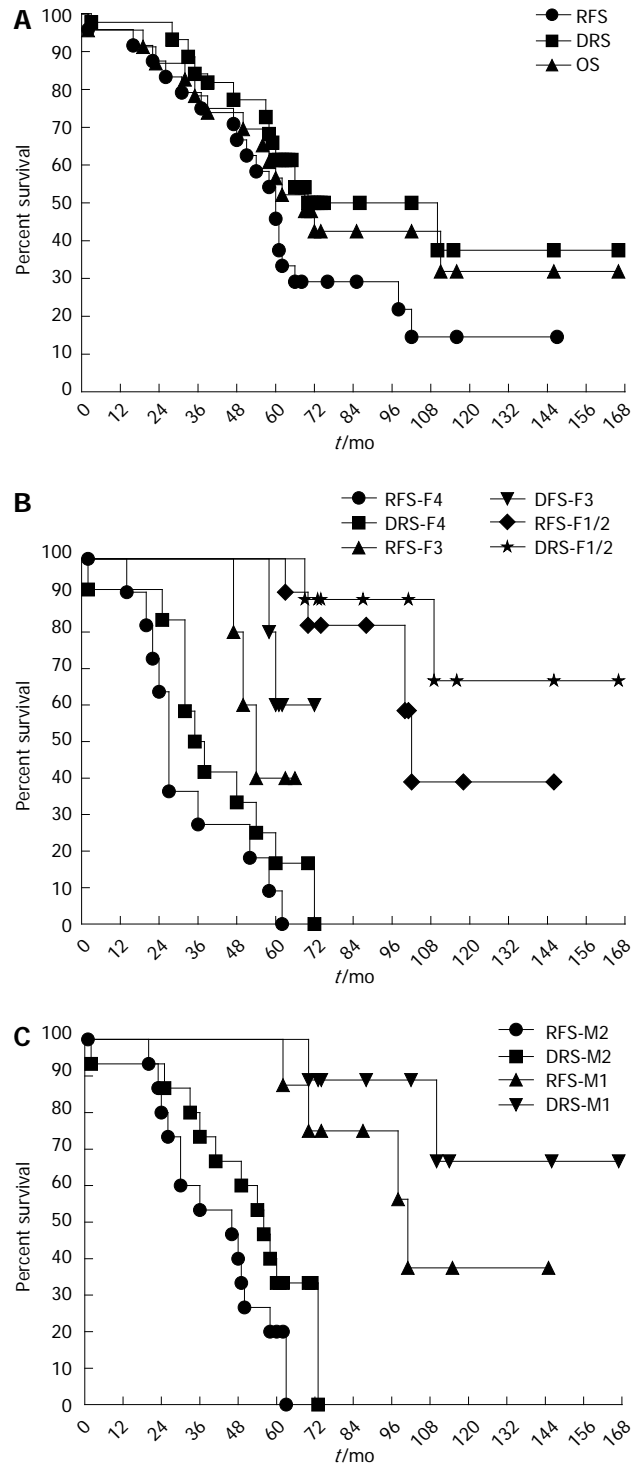 A
RFS
DRS
OS
Percent survival
100
90
80
70
60
50
40
30
20
10
0
0 12 24 36 48 60 72 84 96 108 120 132 144 156 168
t/mo
B
RFS-F4
DRS-F4
RFS-F3
DFS-F3
RFS-F1/2
DRS-F1/2
Percent survival
100
90
80
70
60
50
40
30
20
10
0
0 12 24 36 48 60 72 84 96 108 120 132 144 156 168
t/mo
C
RFS-M2
DRS-M2
RFS-M1
DRS-M1
Percent survival
100
90
80
70
60
50
40
30
20
10
0
0 12 24 36 48 60 72 84 96 108 120 132 144 156 168
t/mo